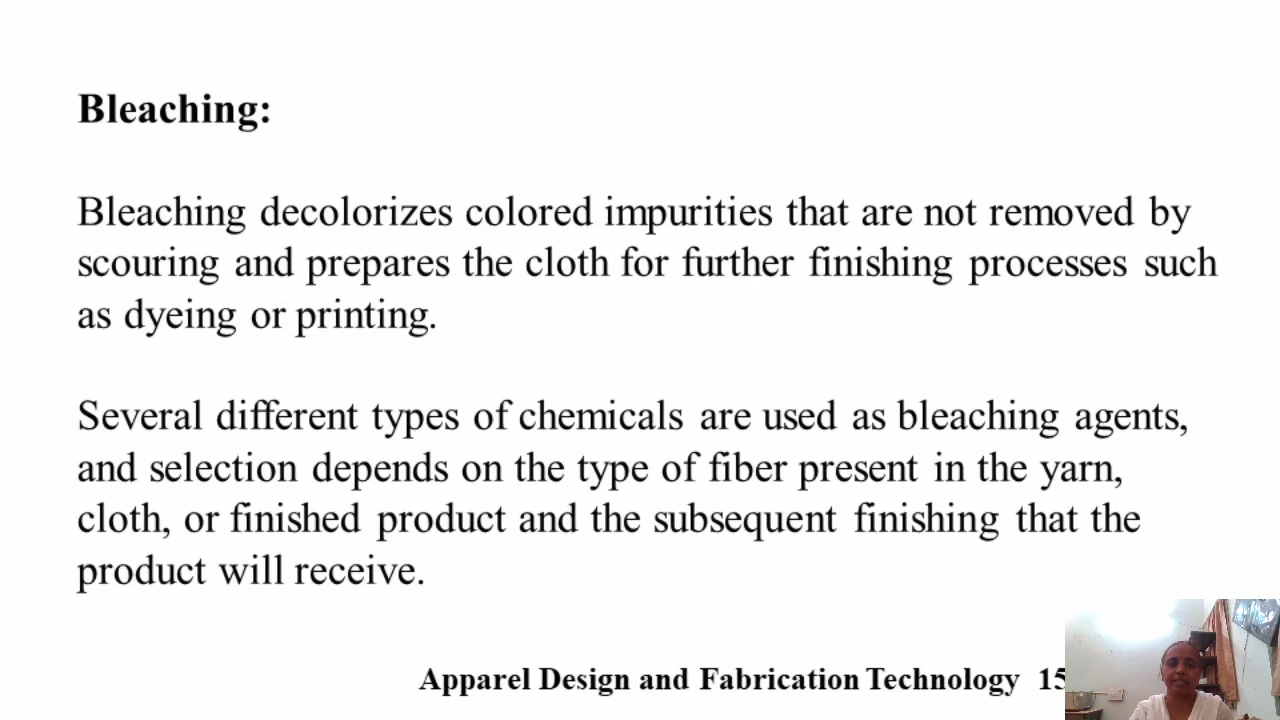 Bleaching:
Bleaching decolorizes colored impurities that are not removed by
scouring and prepares the cloth for further finishing processes such
as dyeing or printing.
Several different types of chemicals are used as bleaching agents,
and selection depends on the type of fiber present in the yarn,
cloth, or finished product and the subsequent finishing that the
product will receive.
Apparel Design and Fabrication Technology 15